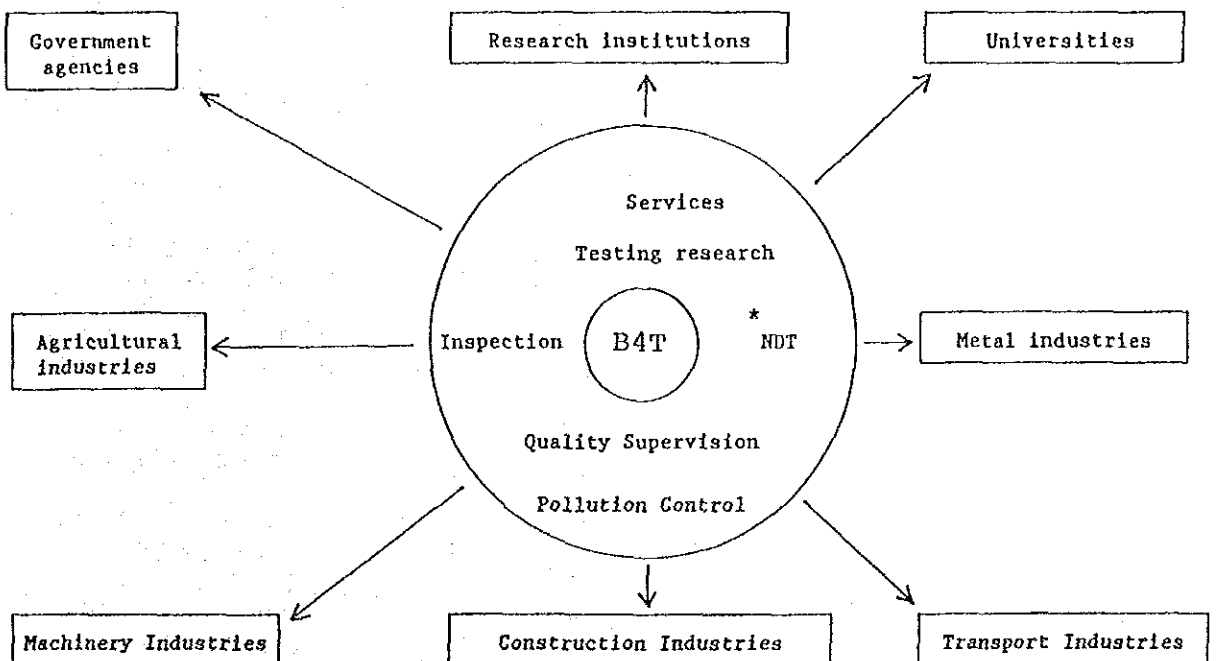 Government
agencies
Research institutions
Universities
Services
Testing research
Agricultural
industries
Inspection
B4T
*
NDT
Metal industries
Quality Supervision
Pollution Control
Machinery Industries
Construction Industries
Transport Industries